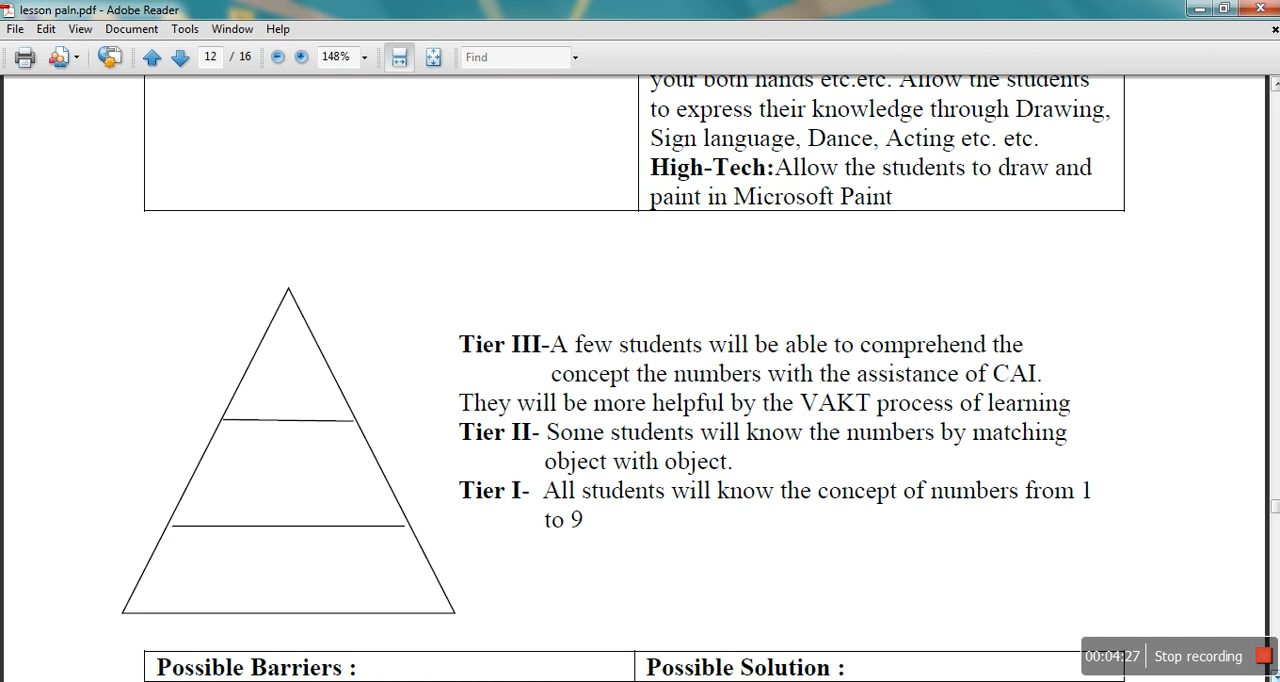 lesson paln.pdf - Adobe Reader
File Edit View Document Tools Window Help
12 / 16 148% Find
your both hands etc.etc. Allow the students
to express their knowledge through Drawing,
Sign language, Dance, Acting etc. etc.
High-Tech:Allow the students to draw and
paint in Microsoft Paint
Tier III-A few students will be able to comprehend the
concept the numbers with the assistance of CAI.
They will be more helpful by the VAKT process of learning
Tier II- Some students will know the numbers by matching
object with object.
Tier I- All students will know the concept of numbers from 1
to 9
Possible Barriers : Possible Solution :
00:04:27 Stop recording